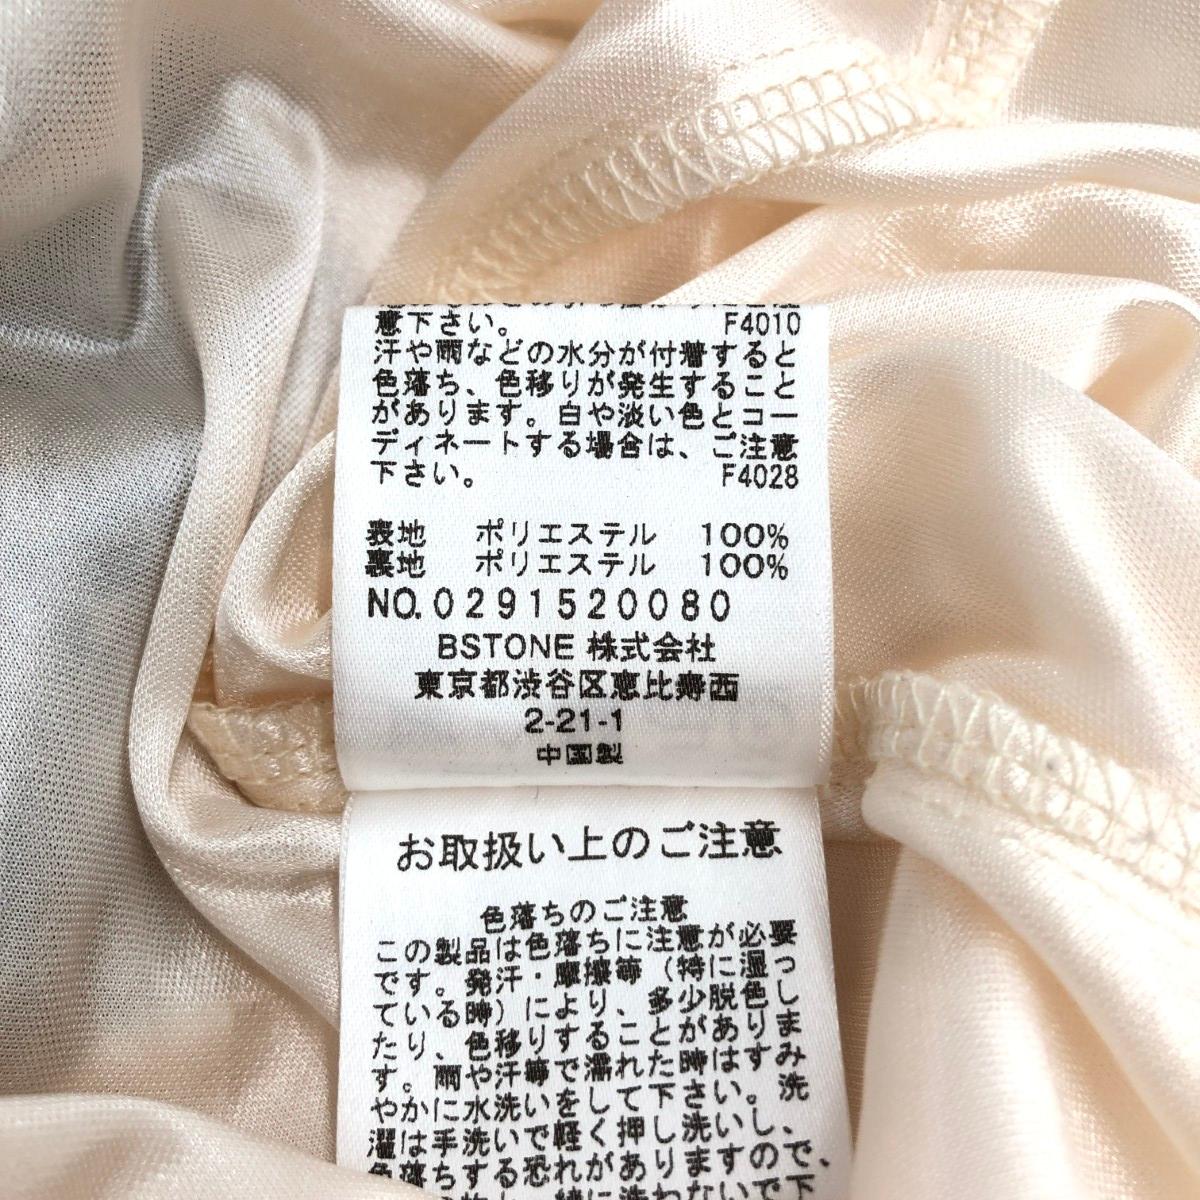 意下さい。 F4010
汗や雨などの水分が付着すると
色落ち、色移りが発生すること
があります。白や淡い色とコー
ディネートする場合は、ご注意
下さい。 F4028
表地 ポリエステル 100%
裏地 ポリエステル 100%
NO.0291520080
BSTONE 株式会社
東京都渋谷区恵比寿西
2-21-1
中国製
お取扱い上のご注意
色落ちのご注意
この製品は色落ちに注意が必要
です。発汗・摩擦等（特に湿っ
ている時）により、多少脱色し
たり、色移りすることがありま
す。雨や汗等で濡れた時はすみ
やかに水洗いをして下さい。洗
濯は手洗いで軽く押し洗いし、
色落ちする恐れがありますので、
緒に洗わないで下